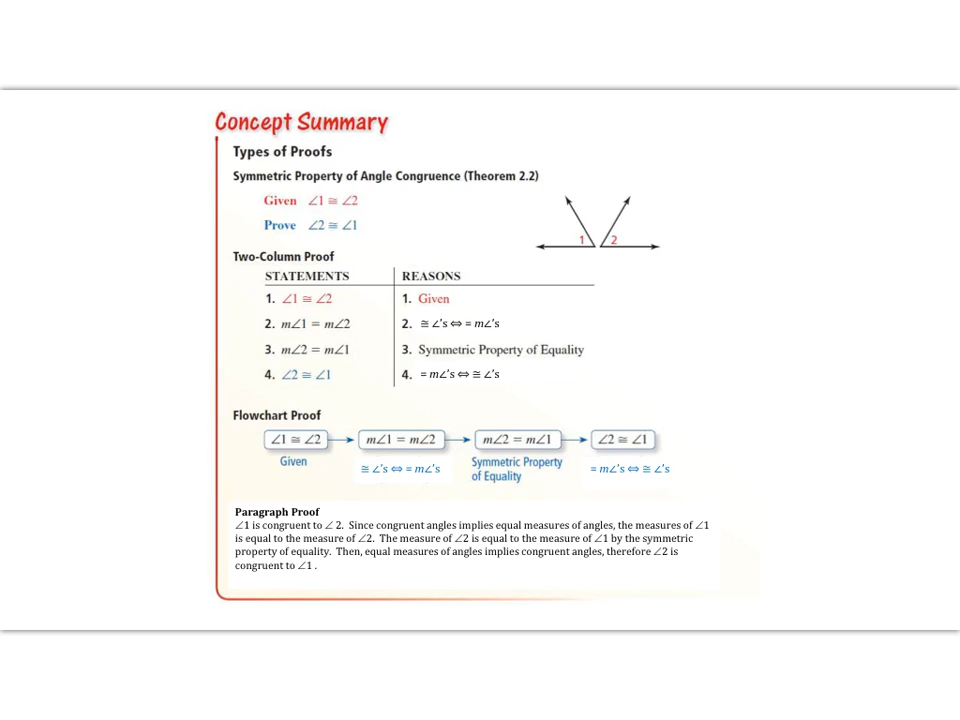 Concept Summary
Types of Proofs
Symmetric Property of Angle Congruence (Theorem 2.2)
Given ∠1 ≅ ∠2
Prove ∠2 ≅ ∠1
1 2
Two-Column Proof
STATEMENTS REASONS
1. ∠1 ≅ ∠2 1. Given
2. m∠1 = m∠2 2. ≅ ∠'s ⇔ = m∠'s
3. m∠2 = m∠1 3. Symmetric Property of Equality
4. ∠2 ≅ ∠1 4. = m∠'s ⇔ ≅ ∠'s
Flowchart Proof
∠1 ≅ ∠2 m∠1 = m∠2 m∠2 = m∠1 ∠2 ≅ ∠1
Given ≅ ∠'s ⇔ = m∠'s Symmetric Property = m∠'s ⇔ ≅ ∠'s
of Equality
Paragraph Proof
∠1 is congruent to ∠ 2. Since congruent angles implies equal measures of angles, the measures of ∠1
is equal to the measure of ∠2. The measure of ∠2 is equal to the measure of ∠1 by the symmetric
property of equality. Then, equal measures of angles implies congruent angles, therefore ∠2 is
congruent to ∠1 .